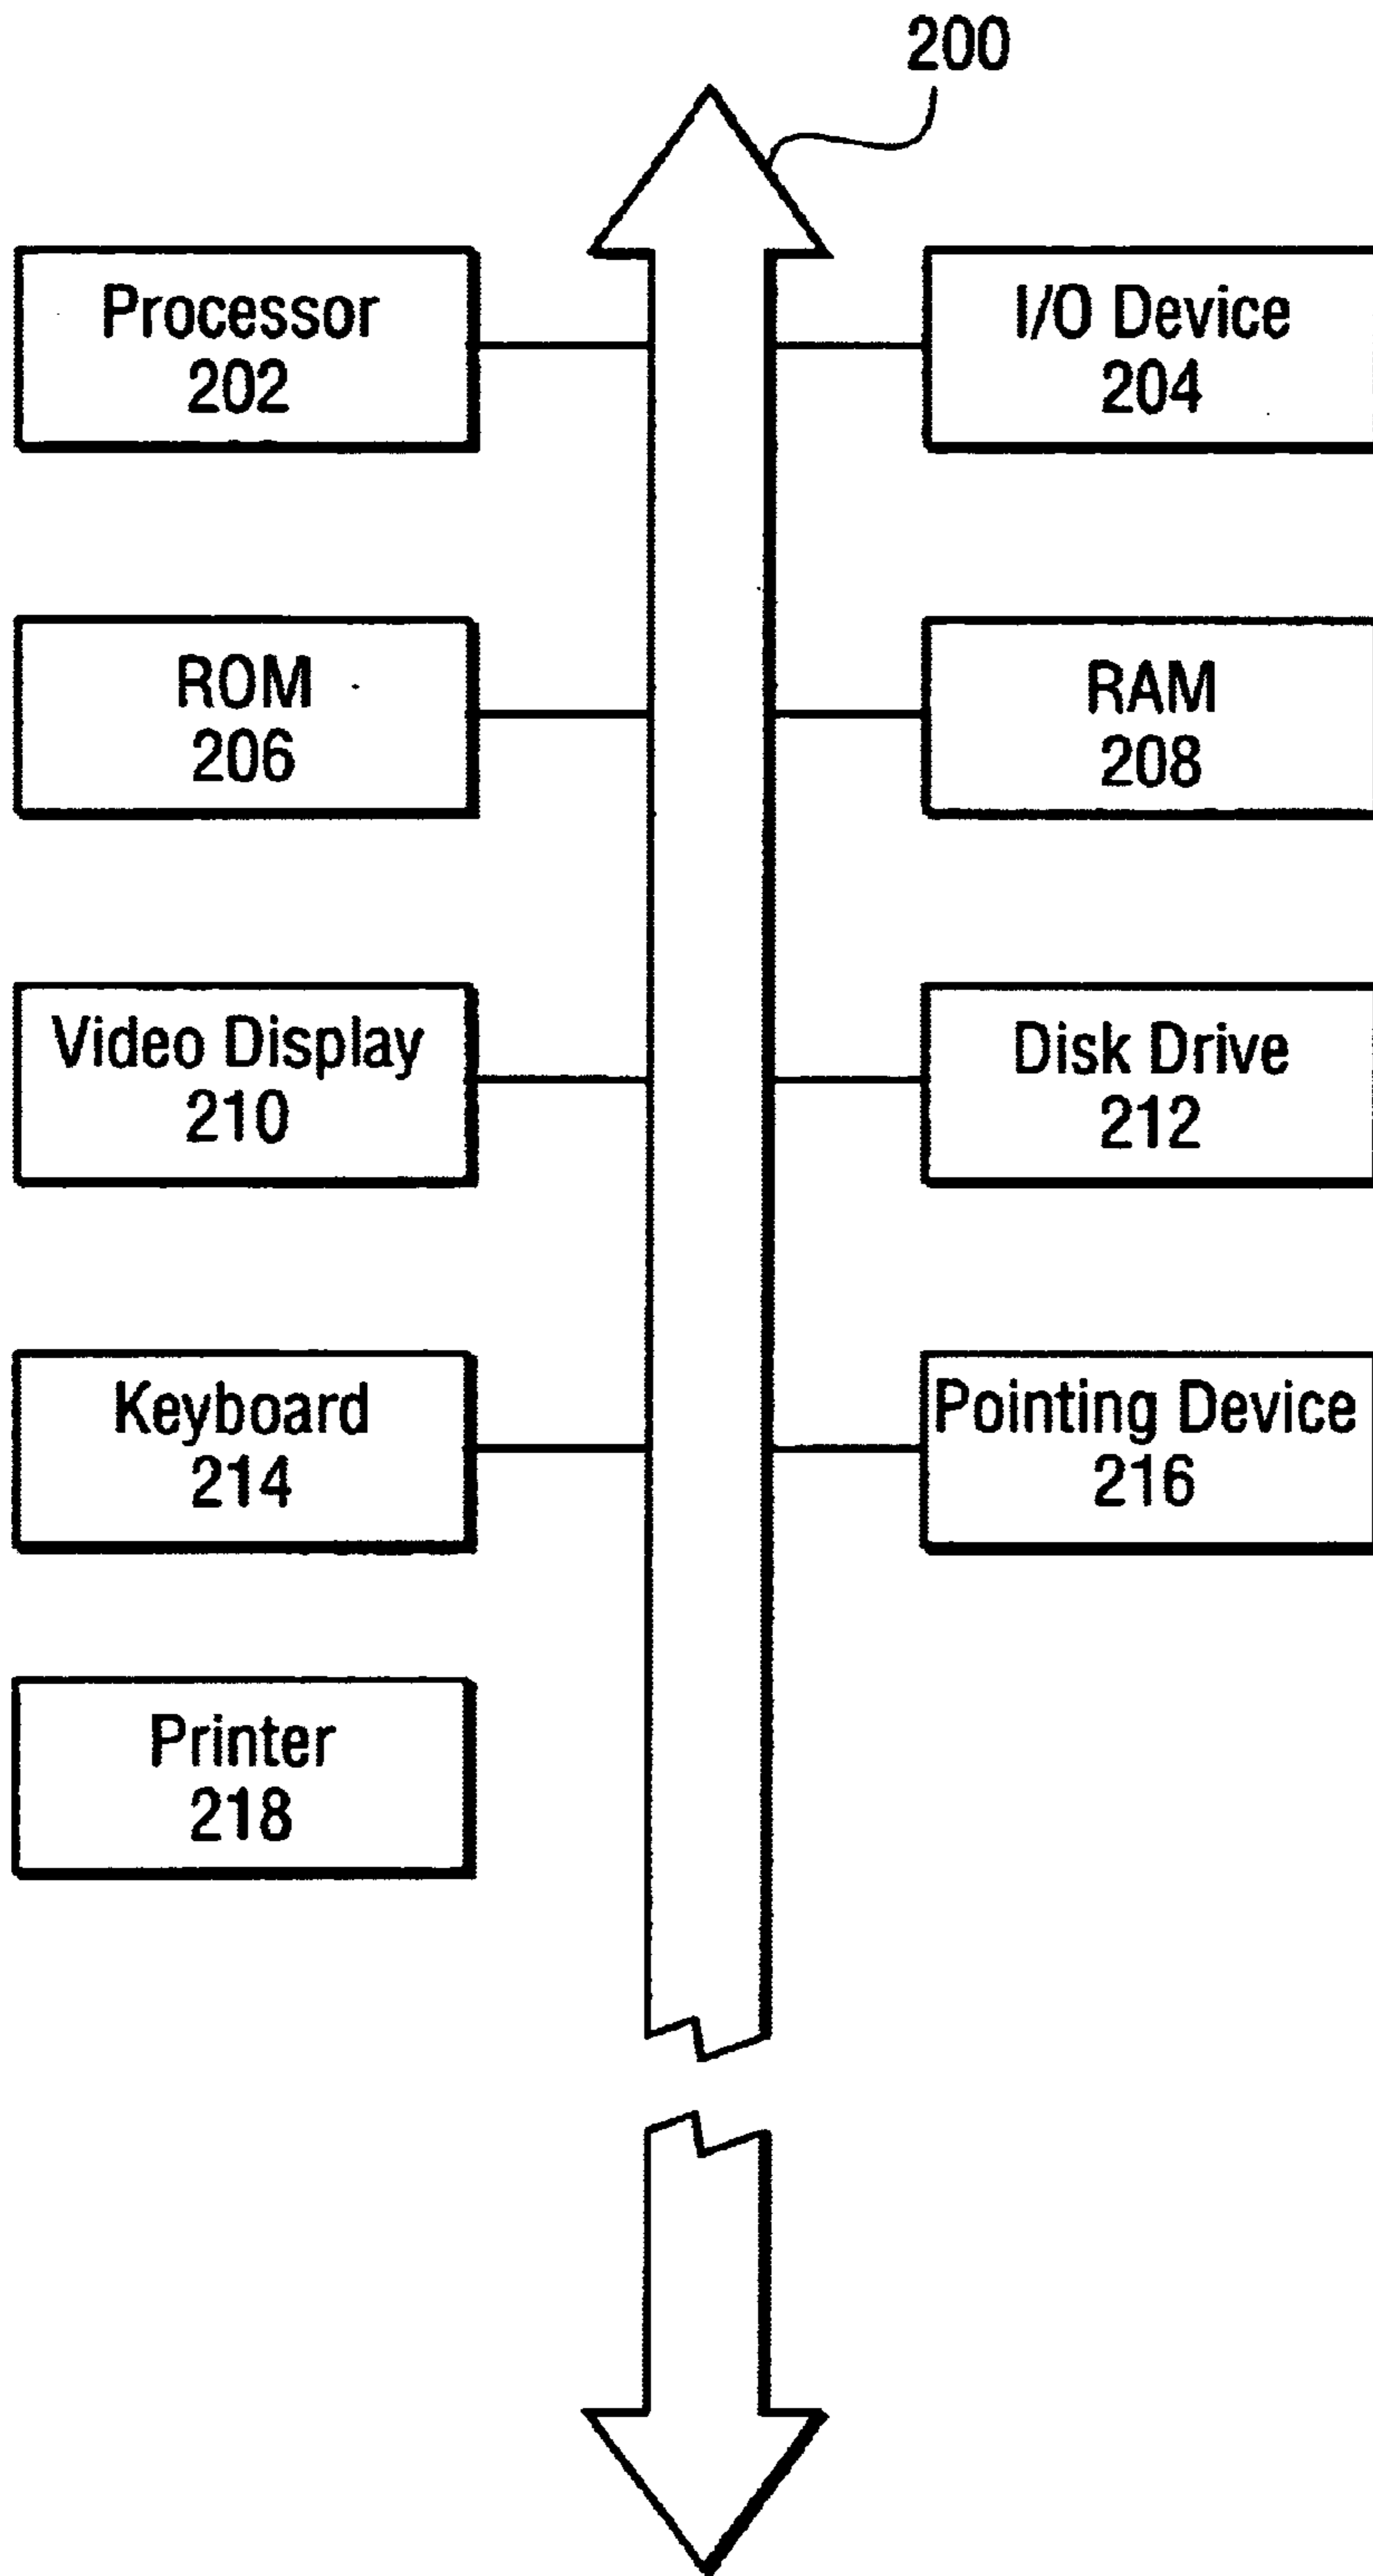 200
Processor
202
I/O Device
204
ROM
206
RAM
208
Video Display
210
Disk Drive
212
Keyboard
214
Pointing Device
216
Printer
218